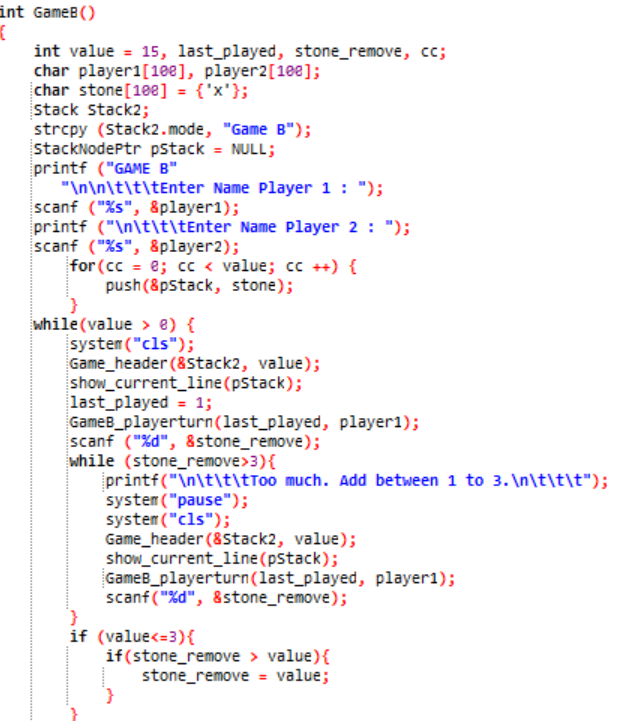 int GameB()
{
    int value = 15, last_played, stone_remove, cc;
    char player1[100], player2[100];
    char stone[100] = {'x'};
    Stack Stack2;
    strcpy (Stack2.mode, "Game B");
    StackNodePtr pStack = NULL;
    printf ("GAME B"
       "\n\n\t\t\tEnter Name Player 1 : ");
    scanf ("%s", &player1);
    printf ("\n\t\t\tEnter Name Player 2 : ");
    scanf ("%s", &player2);
        for(cc = 0; cc < value; cc ++) {
            push(&pStack, stone);
        }
    while(value > 0) {
        system("cls");
        Game_header(&Stack2, value);
        show_current_line(pStack);
        last_played = 1;
        GameB_playerturn(last_played, player1);
        scanf ("%d", &stone_remove);
        while (stone_remove>3){
            printf("\n\t\t\tToo much. Add between 1 to 3.\n\t\t\t");
            system("pause");
            system("cls");
            Game_header(&Stack2, value);
            show_current_line(pStack);
            GameB_playerturn(last_played, player1);
            scanf("%d", &stone_remove);
        }
        if (value<=3){
            if(stone_remove > value){
                stone_remove = value;
            }
        }